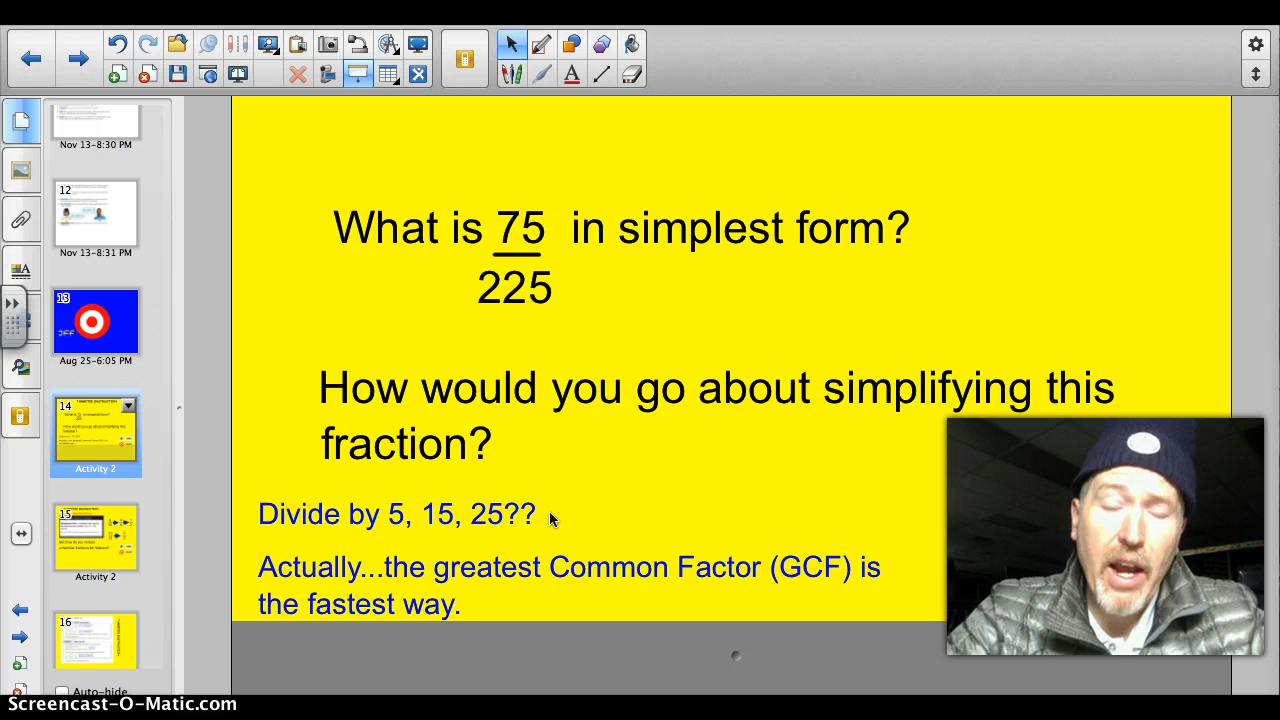 Nov 13-8:30 PM
12
Nov 13-8:31 PM
13
Aug 25-6:05 PM
14
Activity 2
15
Activity 2
16
Auto-hide
What is 75 in simplest form?
225
How would you go about simplifying this
fraction?
Divide by 5, 15, 25??
Actually...the greatest Common Factor (GCF) is
the fastest way.
Screencast-O-Matic.com